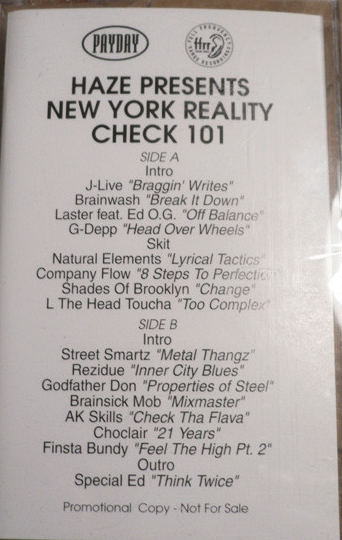 PAYDAY
ffrr
FULL FREQUENCY RANGE RECORDINGS
HAZE PRESENTS
NEW YORK REALITY
CHECK 101
SIDE A
Intro
J-Live "Braggin' Writes"
Brainwash "Break It Down"
Laster feat. Ed O.G. "Off Balance"
G-Depp "Head Over Wheels"
Skit
Natural Elements "Lyrical Tactics"
Company Flow "8 Steps To Perfection"
Shades Of Brooklyn "Change"
L The Head Toucha "Too Complex"
SIDE B
Intro
Street Smartz "Metal Thangz"
Rezidue "Inner City Blues"
Godfather Don "Properties of Steel"
Brainsick Mob "Mixmaster"
AK Skills "Check Tha Flava"
Choclair "21 Years"
Finsta Bundy "Feel The High Pt. 2"
Outro
Special Ed "Think Twice"
Promotional Copy - Not For Sale